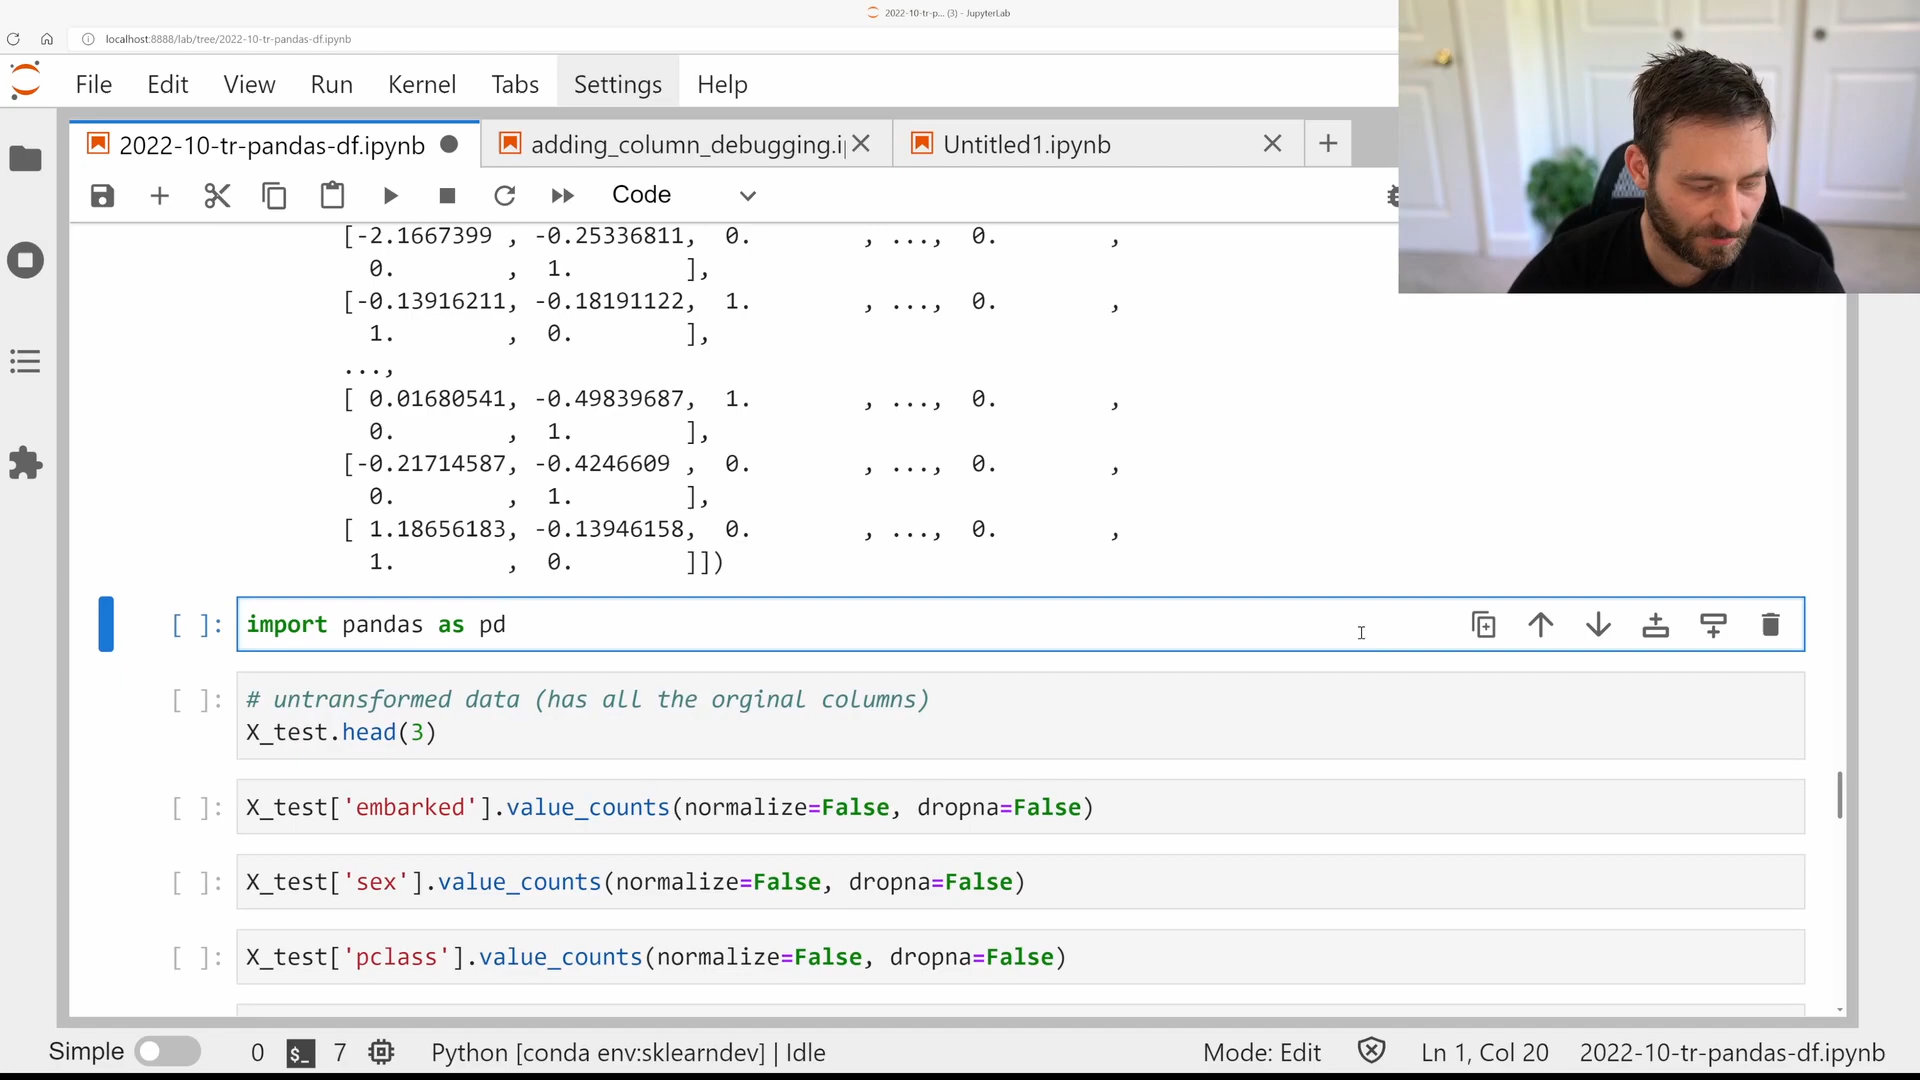 2022-10-tr-p... (3) - JupyterLab
localhost:8888/lab/tree/2022-10-tr-pandas-df.ipynb
File Edit View Run Kernel Tabs Settings Help
2022-10-tr-pandas-df.ipynb adding_column_debugging.i Untitled1.ipynb
Code
[-2.1667399 , -0.25336811, 0. , ..., 0. ,
0. , 1. ],
[-0.13916211, -0.18191122, 1. , ..., 0. ,
1. , 0. ],
...,
[ 0.01680541, -0.49839687, 1. , ..., 0. ,
0. , 1. ],
[-0.21714587, -0.4246609 , 0. , ..., 0. ,
0. , 1. ],
[ 1.18656183, -0.13946158, 0. , ..., 0. ,
1. , 0. ]])
[ ]: import pandas as pd
[ ]: # untransformed data (has all the orginal columns)
X_test.head(3)
[ ]: X_test['embarked'].value_counts(normalize=False, dropna=False)
[ ]: X_test['sex'].value_counts(normalize=False, dropna=False)
[ ]: X_test['pclass'].value_counts(normalize=False, dropna=False)
Simple 0 $_ 7 Python [conda env:sklearndev] | Idle Mode: Edit Ln 1, Col 20 2022-10-tr-pandas-df.ipynb